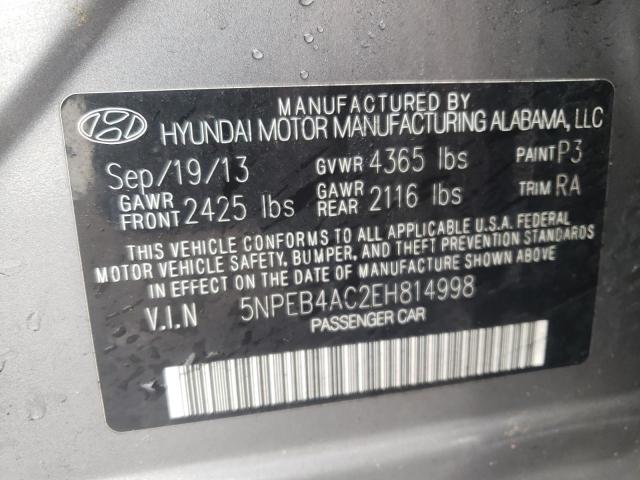 MANUFACTURED BY
HYUNDAI MOTOR MANUFACTURING ALABAMA, LLC
Sep/19/13 GVWR 4365 lbs PAINT P3
GAWR FRONT 2425 lbs GAWR REAR 2116 lbs TRIM RA
THIS VEHICLE CONFORMS TO ALL APPLICABLE U.S.A. FEDERAL
MOTOR VEHICLE SAFETY, BUMPER, AND THEFT PREVENTION STANDARDS
IN EFFECT ON THE DATE OF MANUFACTURE SHOWN ABOVE.
V.I.N 5NPEB4AC2EH814998
PASSENGER CAR